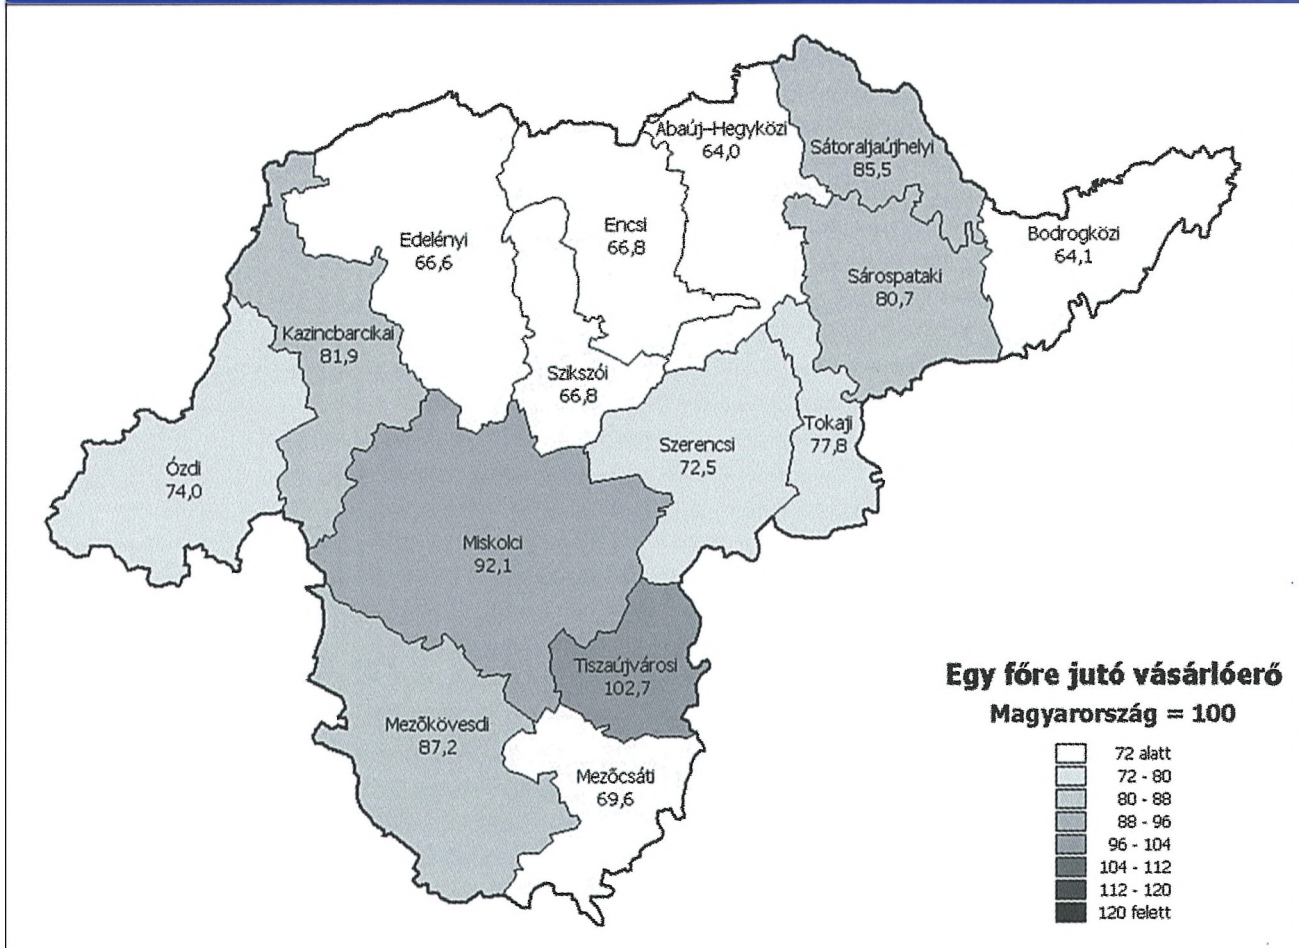 Abaúj-Hegyközi
64,0
Sátoraljaújhelyi
85,5
Edelényi
66,6
Encsi
66,8
Bodrogközi
64,1
Sárospataki
80,7
Kazincbarcikai
81,9
Szikszói
66,8
Tokaji
77,8
Szerencsi
72,5
Ózdi
74,0
Miskolci
92,1
Tiszaújvárosi
102,7
Mezõkövesdi
87,2
Mezõcsáti
69,6
Egy főre jutó vásárlóerő
Magyarország = 100
72 alatt
72 - 80
80 - 88
88 - 96
96 - 104
104 - 112
112 - 120
120 felett